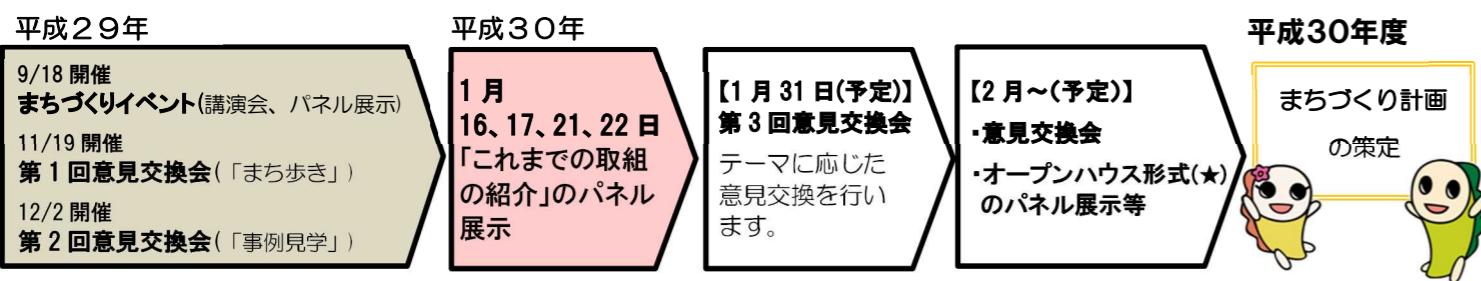 平成２９年
9/18 開催
まちづくりイベント(講演会、パネル展示)
11/19 開催
第１回意見交換会(「まち歩き」)
12/2 開催
第２回意見交換会(「事例見学」)
平成３０年
１月
16、17、21、22 日
「これまでの取組
の紹介」のパネル
展示
【１月 31 日(予定)】
第３回意見交換会
テーマに応じた
意見交換を行い
ます。
【２月～(予定)】
・意見交換会
・オープンハウス形式(★)
のパネル展示等
平成30年度
まちづくり計画
の策定